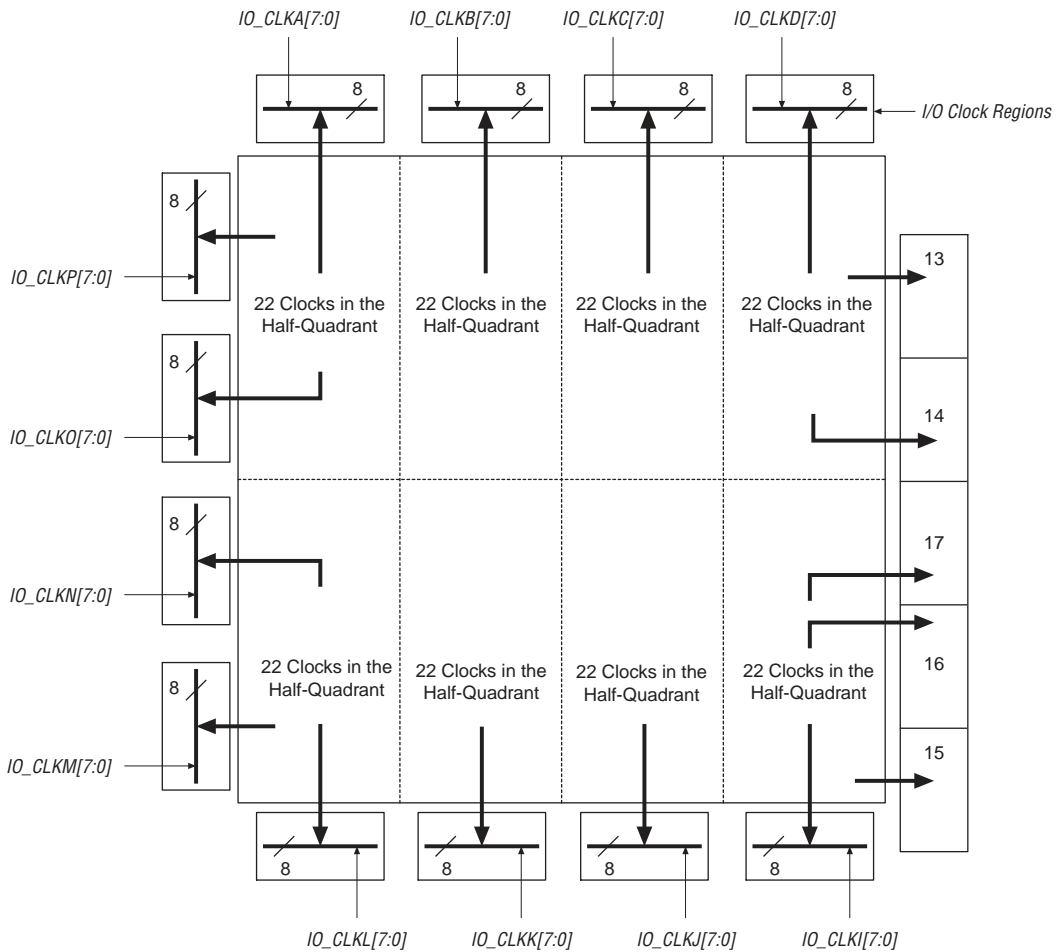 IO_CLKA[7:0]
IO_CLKB[7:0]
IO_CLKC[7:0]
IO_CLKD[7:0]
8
8
8
8
I/O Clock Regions
8
IO_CLKP[7:0]
13
22 Clocks in the
Half-Quadrant
22 Clocks in the
Half-Quadrant
22 Clocks in the
Half-Quadrant
22 Clocks in the
Half-Quadrant
8
IO_CLKO[7:0]
14
8
IO_CLKN[7:0]
17
22 Clocks in the
Half-Quadrant
22 Clocks in the
Half-Quadrant
22 Clocks in the
Half-Quadrant
22 Clocks in the
Half-Quadrant
16
8
IO_CLKM[7:0]
15
8
8
8
8
IO_CLKL[7:0]
IO_CLKK[7:0]
IO_CLKJ[7:0]
IO_CLKI[7:0]